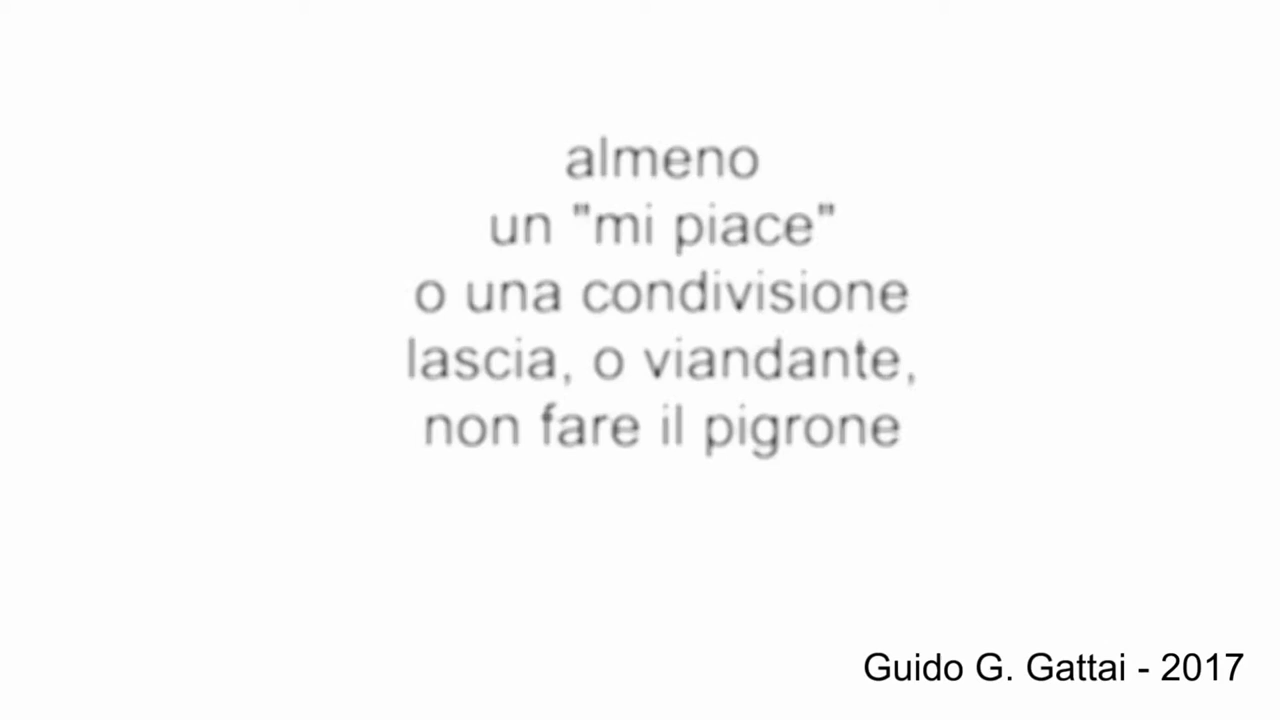 almeno
un "mi piace"
o una condivisione
lascia, o viandante,
non fare il pigrone
Guido G. Gattai - 2017